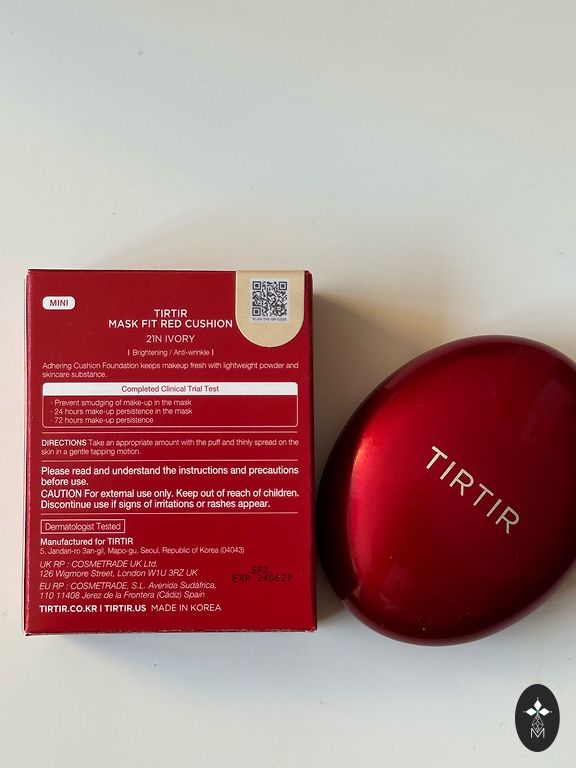 MINI
TIRTIR
MASK FIT RED CUSHION
21N IVORY
| Brightening / Anti-wrinkle |
Adhering Cushion Foundation keeps makeup fresh with lightweight powder and
skincare substance.
Completed Clinical Trial Test
· Prevent smudging of make-up in the mask
· 24 hours make-up persistence in the mask
· 72 hours make-up persistence
DIRECTIONS Take an appropriate amount with the puff and thinly spread on the
skin in a gentle tapping motion.
Please read and understand the instructions and precautions
before use.
CAUTION For external use only. Keep out of reach of children.
Discontinue use if signs of irritations or rashes appear.
Dermatologist Tested
Manufactured for TIRTIR
5, Jandari-ro 3an-gil, Mapo-gu, Seoul, Republic of Korea (04043)
UK RP : COSMETRADE UK Ltd.
126 Wigmore Street, London W1U 3RZ UK
EU RP : COSMETRADE, S.L. Avenida Sudáfrica,
110 11408 Jerez de la Frontera (Cádiz) Spain
TIRTIR.CO.KR I TIRTIR.US MADE IN KOREA
EXP 240627
TIRTIR
M